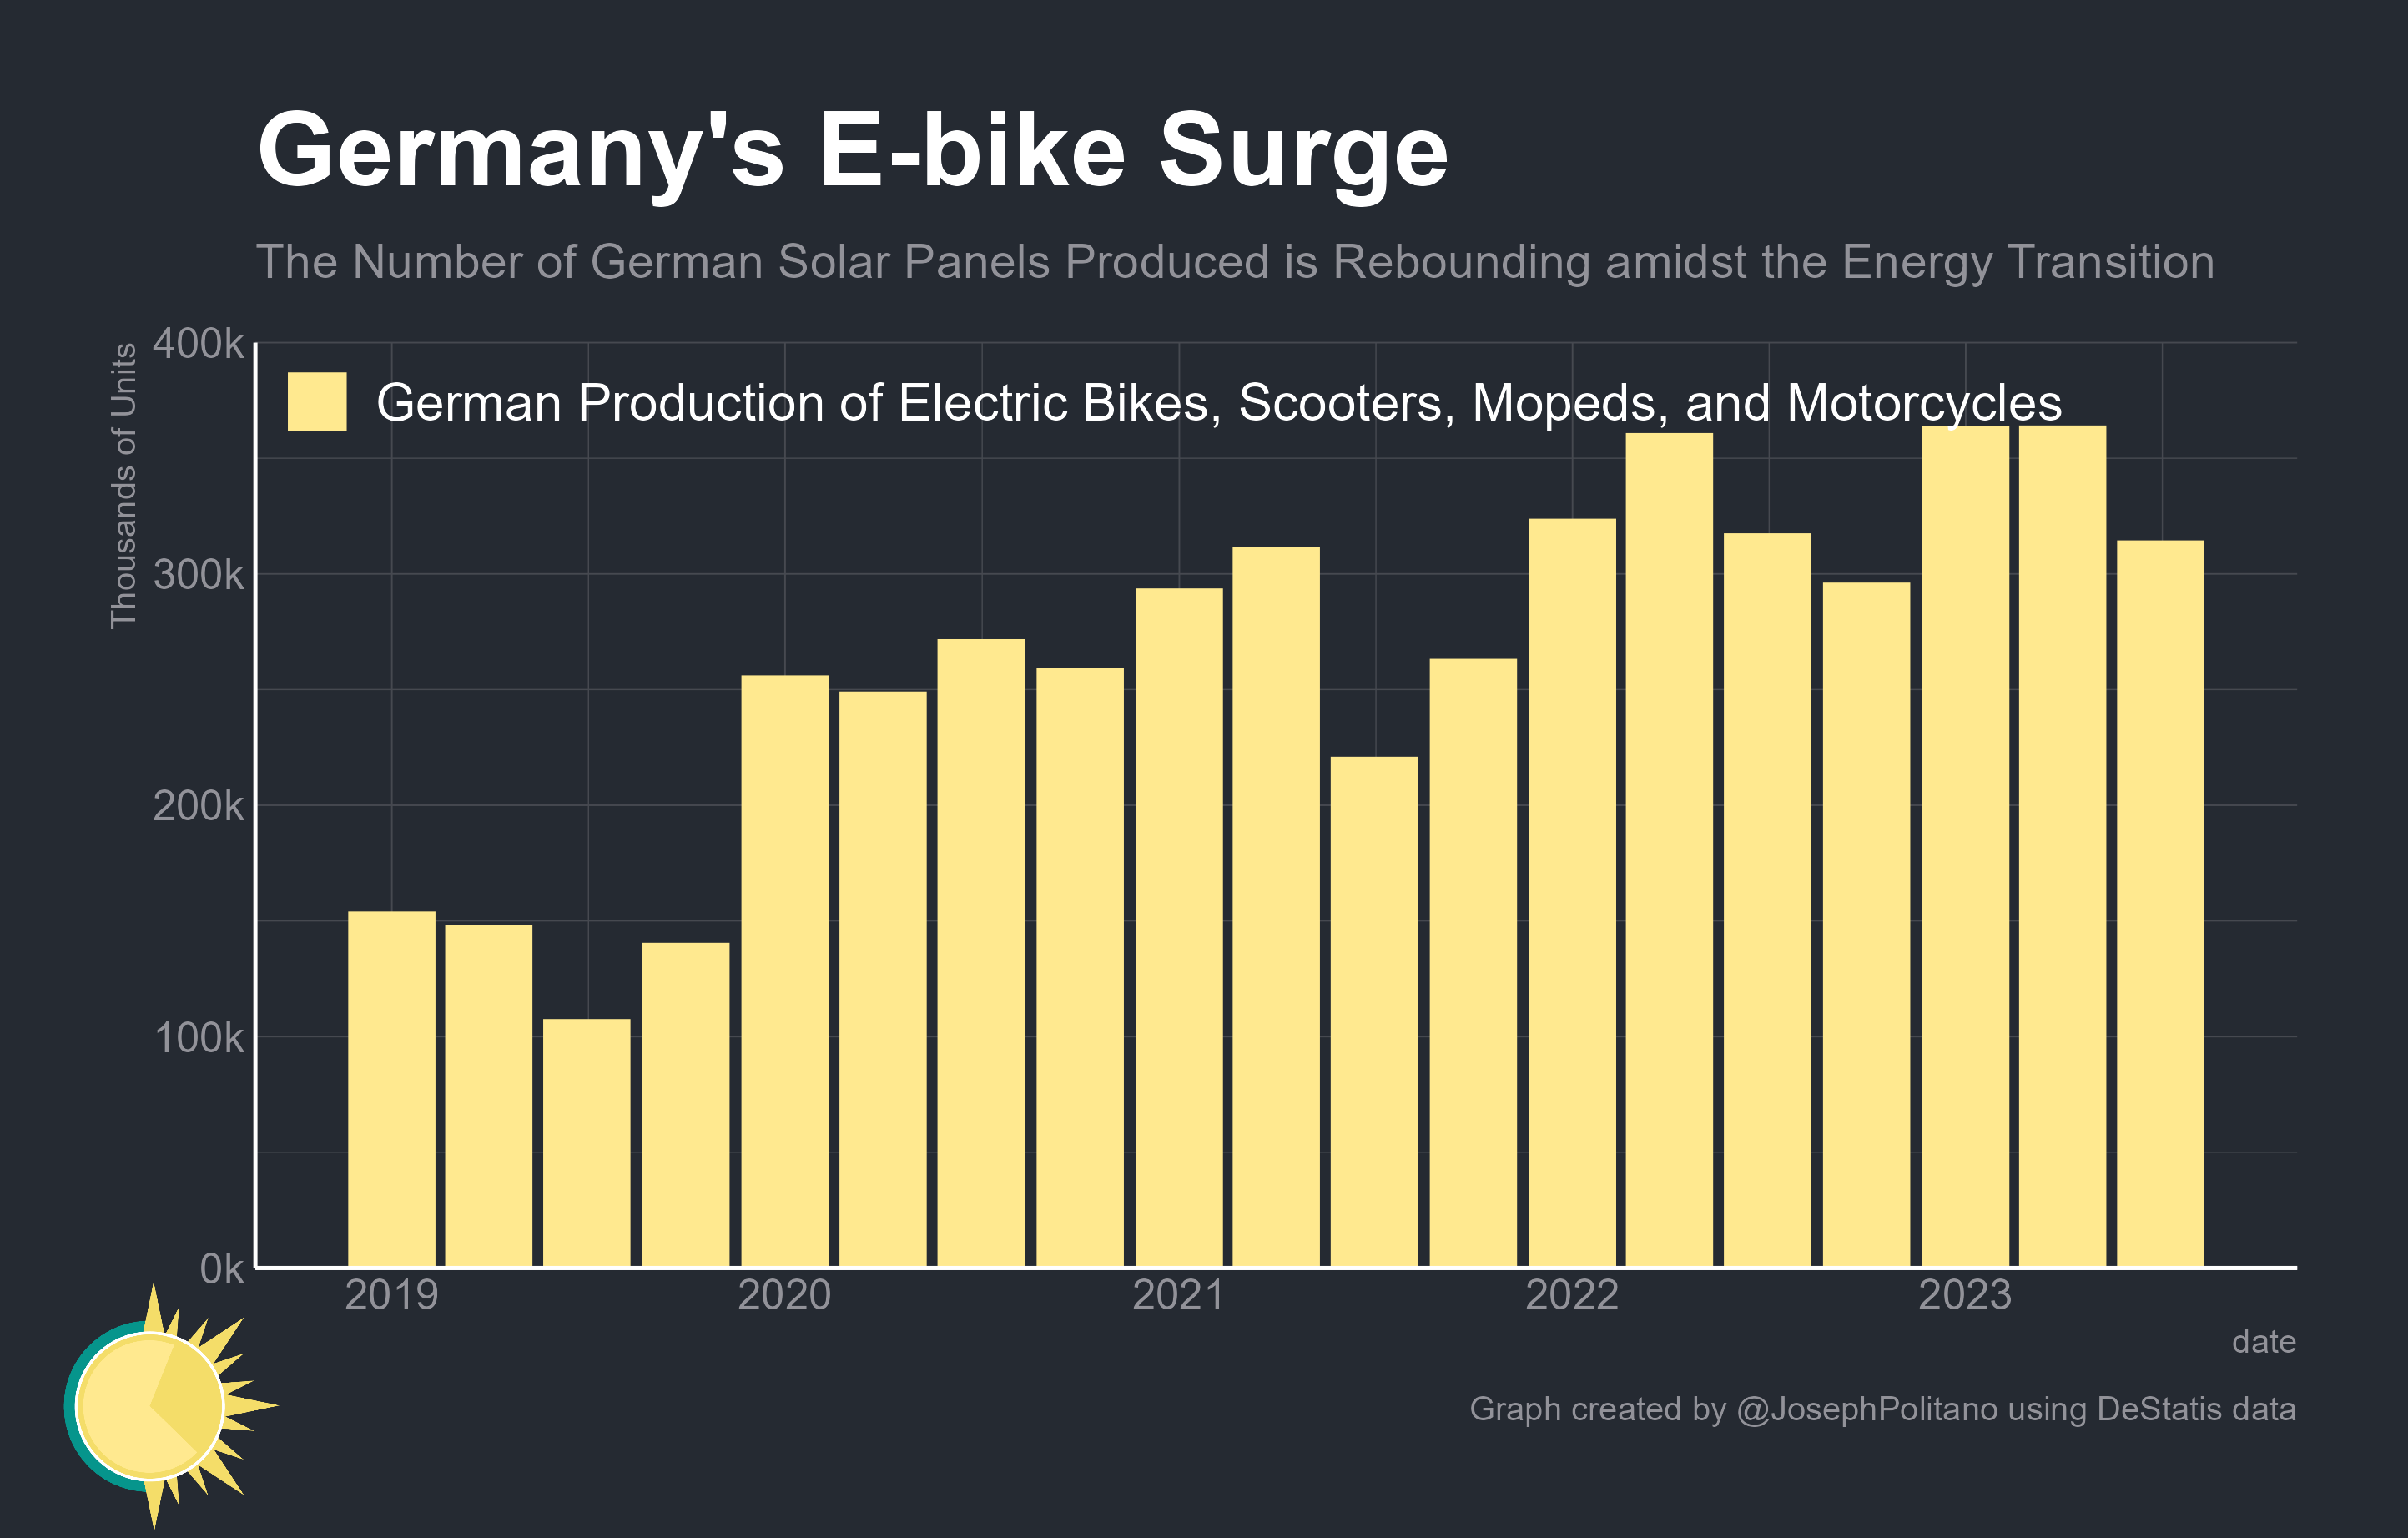 Germany's E-bike Surge
The Number of German Solar Panels Produced is Rebounding amidst the Energy Transition
Thousands of Units
400k
German Production of Electric Bikes, Scooters, Mopeds, and Motorcycles
300k
200k
100k
0k
2019 2020 2021 2022 2023
date
Graph created by @JosephPolitano using DeStatis data